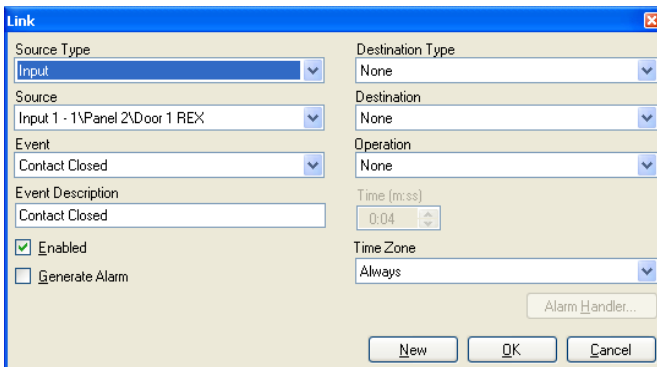 Link
Source Type
Input
Source
Input 1 - 1\Panel 2\Door 1 REX
Event
Contact Closed
Event Description
Contact Closed
Enabled
Generate Alarm
Destination Type
None
Destination
None
Operation
None
Time (m:ss)
0:04
Time Zone
Always
Alarm Handler...
New
OK
Cancel